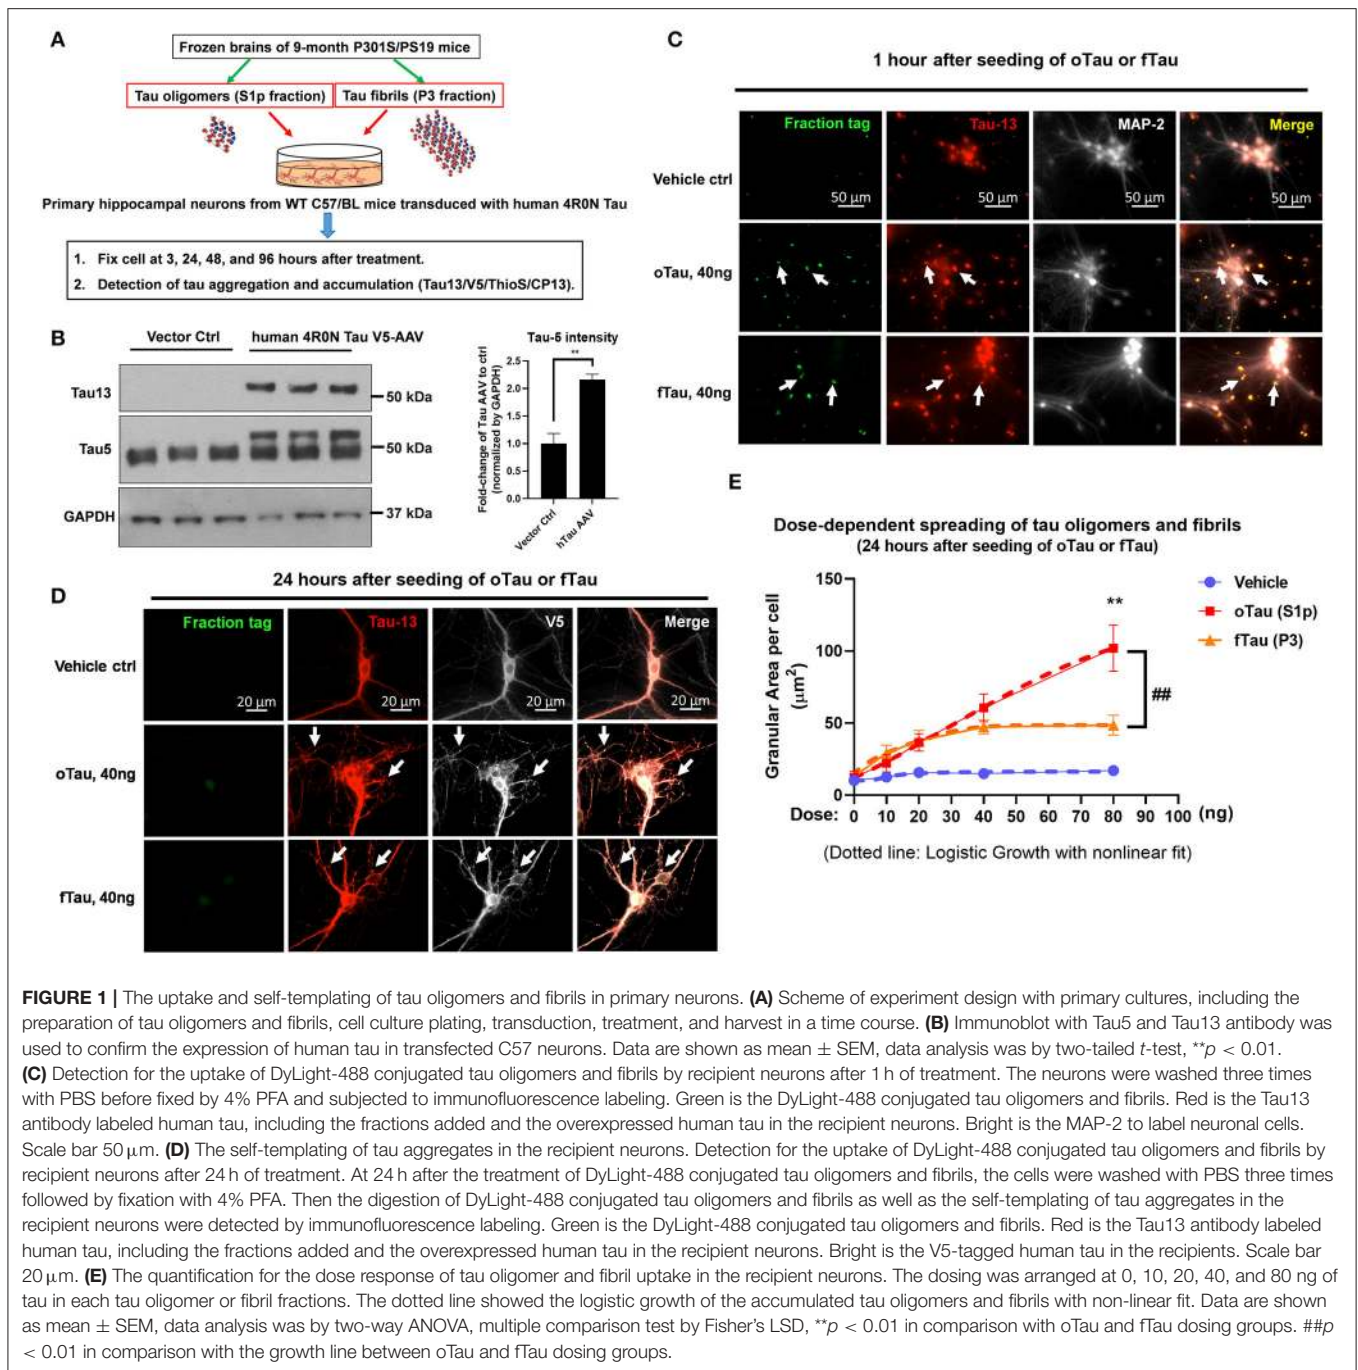 A
Frozen brains of 9-month P301S/PS19 mice
Tau oligomers (S1p fraction)
Tau fibrils (P3 fraction)
Primary hippocampal neurons from WT C57/BL mice transduced with human 4R0N Tau
1. Fix cell at 3, 24, 48, and 96 hours after treatment.
2. Detection of tau aggregation and accumulation (Tau13/V5/ThioS/CP13).
B
Vector Ctrl
human 4R0N Tau V5-AAV
Tau13
50 kDa
Tau5
50 kDa
GAPDH
37 kDa
Tau-5 intensity
**
Fold-change of Tau AAV to ctrl
(normalized by GAPDH)
2.5
2.0
1.5
1.0
0.5
0.0
Vector Ctrl
hTau AAV
C
1 hour after seeding of oTau or fTau
Fraction tag
Tau-13
MAP-2
Merge
Vehicle ctrl
50 µm
50 µm
50 µm
50 µm
oTau, 40ng
fTau, 40ng
D
24 hours after seeding of oTau or fTau
Fraction tag
Tau-13
V5
Merge
Vehicle ctrl
20 µm
20 µm
20 µm
20 µm
oTau, 40ng
fTau, 40ng
E
Dose-dependent spreading of tau oligomers and fibrils
(24 hours after seeding of oTau or fTau)
Granular Area per cell
(µm²)
150
100
50
0
**
##
Vehicle
oTau (S1p)
fTau (P3)
Dose: 0 10 20 30 40 50 60 70 80 90 100 (ng)
(Dotted line: Logistic Growth with nonlinear fit)
FIGURE 1 | The uptake and self-templating of tau oligomers and fibrils in primary neurons. (A) Scheme of experiment design with primary cultures, including the
preparation of tau oligomers and fibrils, cell culture plating, transduction, treatment, and harvest in a time course. (B) Immunoblot with Tau5 and Tau13 antibody was
used to confirm the expression of human tau in transfected C57 neurons. Data are shown as mean ± SEM, data analysis was by two-tailed t-test, **p < 0.01.
(C) Detection for the uptake of DyLight-488 conjugated tau oligomers and fibrils by recipient neurons after 1 h of treatment. The neurons were washed three times
with PBS before fixed by 4% PFA and subjected to immunofluorescence labeling. Green is the DyLight-488 conjugated tau oligomers and fibrils. Red is the Tau13
antibody labeled human tau, including the fractions added and the overexpressed human tau in the recipient neurons. Bright is the MAP-2 to label neuronal cells.
Scale bar 50 µm. (D) The self-templating of tau aggregates in the recipient neurons. Detection for the uptake of DyLight-488 conjugated tau oligomers and fibrils by
recipient neurons after 24 h of treatment. At 24 h after the treatment of DyLight-488 conjugated tau oligomers and fibrils, the cells were washed with PBS three times
followed by fixation with 4% PFA. Then the digestion of DyLight-488 conjugated tau oligomers and fibrils as well as the self-templating of tau aggregates in the
recipient neurons were detected by immunofluorescence labeling. Green is the DyLight-488 conjugated tau oligomers and fibrils. Red is the Tau13 antibody labeled
human tau, including the fractions added and the overexpressed human tau in the recipient neurons. Bright is the V5-tagged human tau in the recipients. Scale bar
20 µm. (E) The quantification for the dose response of tau oligomer and fibril uptake in the recipient neurons. The dosing was arranged at 0, 10, 20, 40, and 80 ng of
tau in each tau oligomer or fibril fractions. The dotted line showed the logistic growth of the accumulated tau oligomers and fibrils with non-linear fit. Data are shown
as mean ± SEM, data analysis was by two-way ANOVA, multiple comparison test by Fisher's LSD, **p < 0.01 in comparison with oTau and fTau dosing groups. ##p
< 0.01 in comparison with the growth line between oTau and fTau dosing groups.